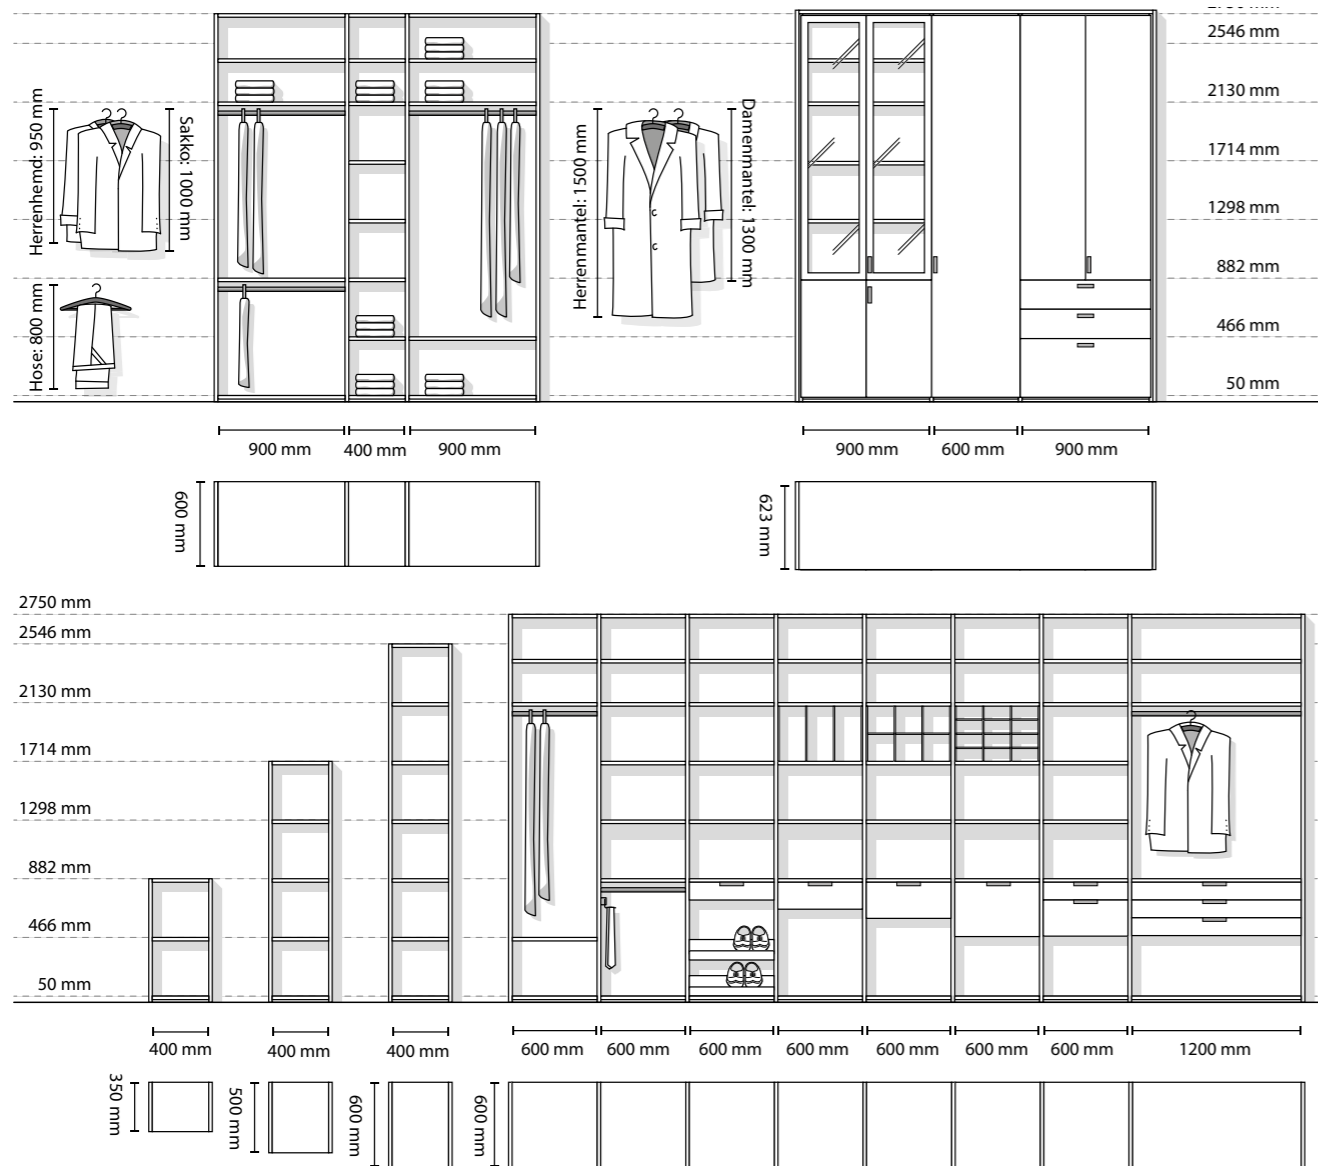 2546 mm
2130 mm
1714 mm
1298 mm
882 mm
466 mm
50 mm
Herrenhemd: 950 mm
Sakko: 1000 mm
Hose: 800 mm
Herrenmantel: 1500 mm
Damenmantel: 1300 mm
900 mm
400 mm
900 mm
900 mm
600 mm
900 mm
600 mm
623 mm
2750 mm
2546 mm
2130 mm
1714 mm
1298 mm
882 mm
466 mm
50 mm
400 mm
400 mm
400 mm
600 mm
600 mm
600 mm
600 mm
600 mm
600 mm
600 mm
1200 mm
350 mm
500 mm
600 mm
600 mm